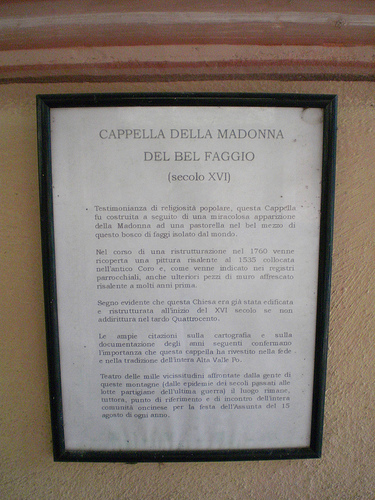 CAPPELLA DELLA MADONNA
DEL BEL FAGGIO
(secolo XVI)
Testimonianza di religiosità popolare, questa Cappella
fu costruita a seguito di una miracolosa apparizione
della Madonna ad una pastorella nel bel mezzo di
questo bosco di faggi isolato dal mondo.
Nel corso di una ristrutturazione nel 1760 venne
ricoperta una pittura risalente al 1535 collocata
nell'antico Coro e, come venne indicato nei registri
parrocchiali, anche ulteriori pezzi di muro affrescato
risalente a molti anni prima.
Segno evidente che questa Chiesa era già stata edificata
e ristrutturata all'inizio del XVI secolo se non
addirittura nel tardo Quattrocento.
Le ampie citazioni sulla cartografia e sulla
documentazione degli anni seguenti confermano
l'importanza che questa cappella ha rivestito nella fede
e nella tradizione dell'intera Alta Valle Po.
Teatro delle mille vicissitudini affrontate dalla gente di
queste montagne (dalle epidemie dei secoli passati alle
lotte partigiane dell'ultima guerra) il luogo rimane,
tuttora, punto di riferimento e di incontro dell'intera
comunità oncinese per la festa dell'Assunta del 15
agosto di ogni anno.